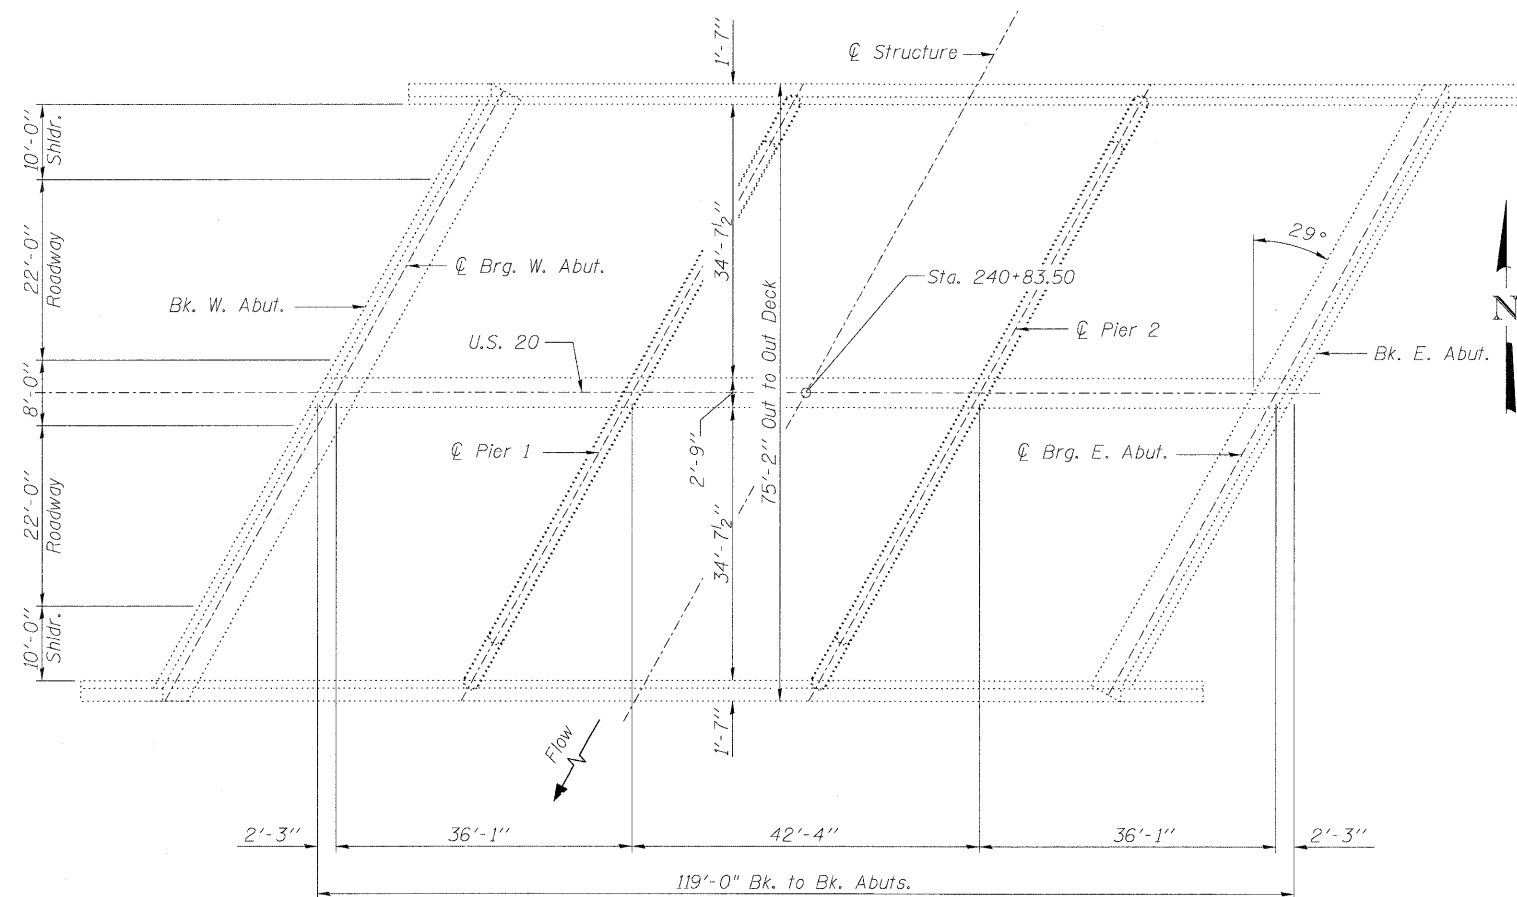 1'-7"
℄ Structure
10'-0"
Shldr.
22'-0"
Roadway
29°
℄ Brg. W. Abut.
Sta. 240+83.50
34'-7½"
75'-2" Out to Out Deck
Bk. W. Abut.
N
U.S. 20
℄ Pier 2
Bk. E. Abut.
8'-0"
℄ Pier 1
2'-9"
℄ Brg. E. Abut.
22'-0"
Roadway
34'-7½"
10'-0"
Shldr.
Flow
1'-7"
2'-3"
36'-1"
42'-4"
36'-1"
2'-3"
119'-0" Bk. to Bk. Abuts.